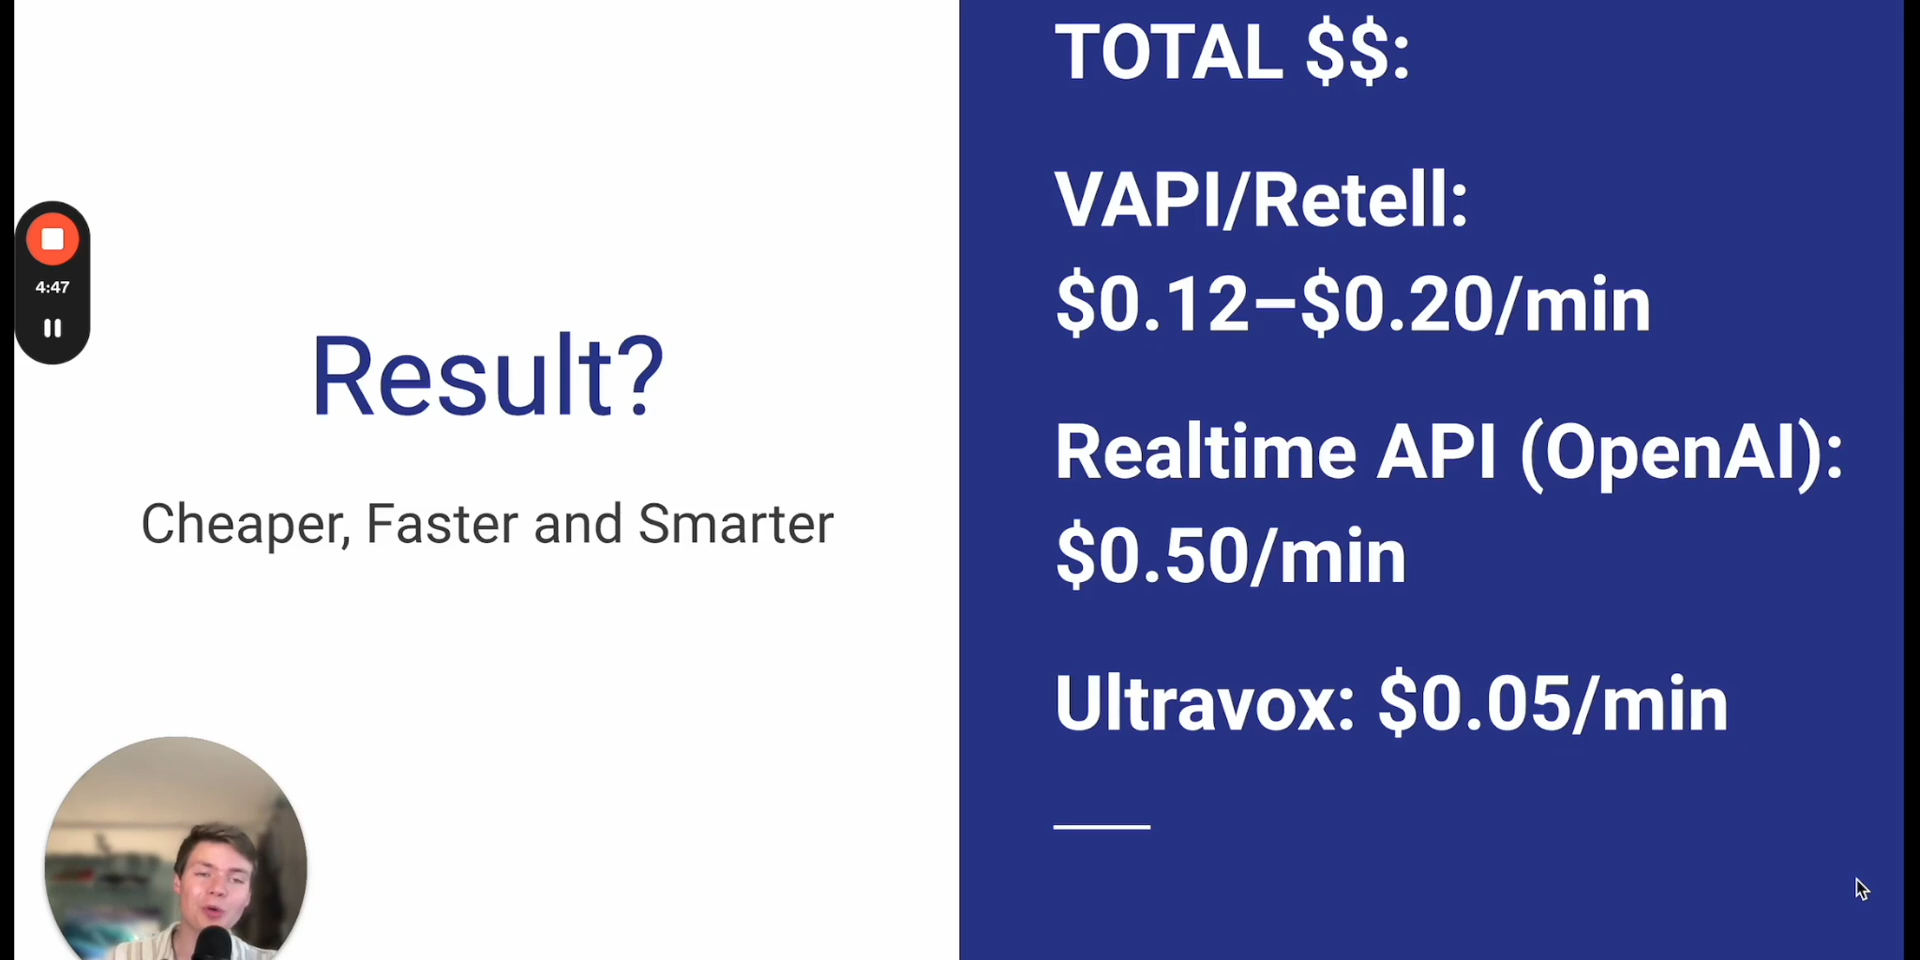 4:47
Result?
Cheaper, Faster and Smarter
TOTAL $$:
VAPI/Retell:
$0.12–$0.20/min
Realtime API (OpenAI):
$0.50/min
Ultravox: $0.05/min